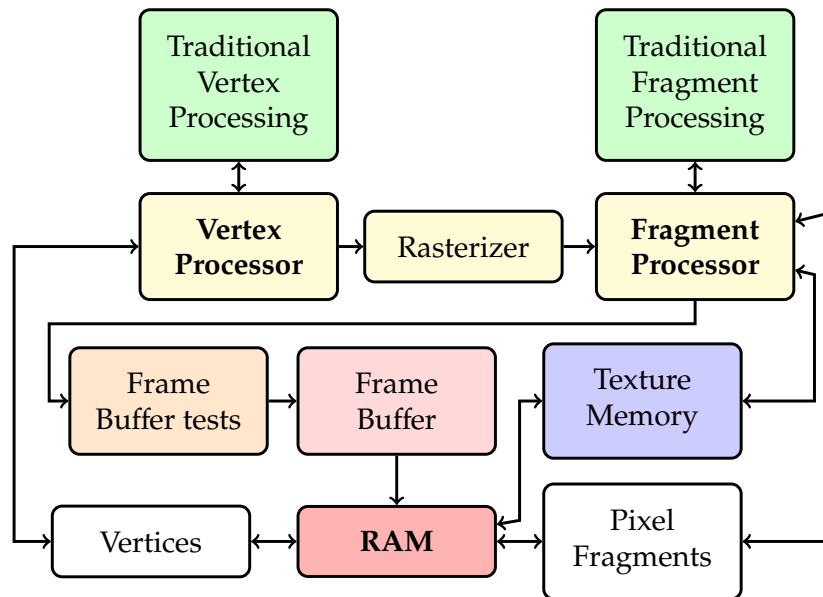 Traditional
Vertex
Processing
Traditional
Fragment
Processing
Vertex
Processor
Rasterizer
Fragment
Processor
Frame
Buffer tests
Frame
Buffer
Texture
Memory
Vertices
RAM
Pixel
Fragments